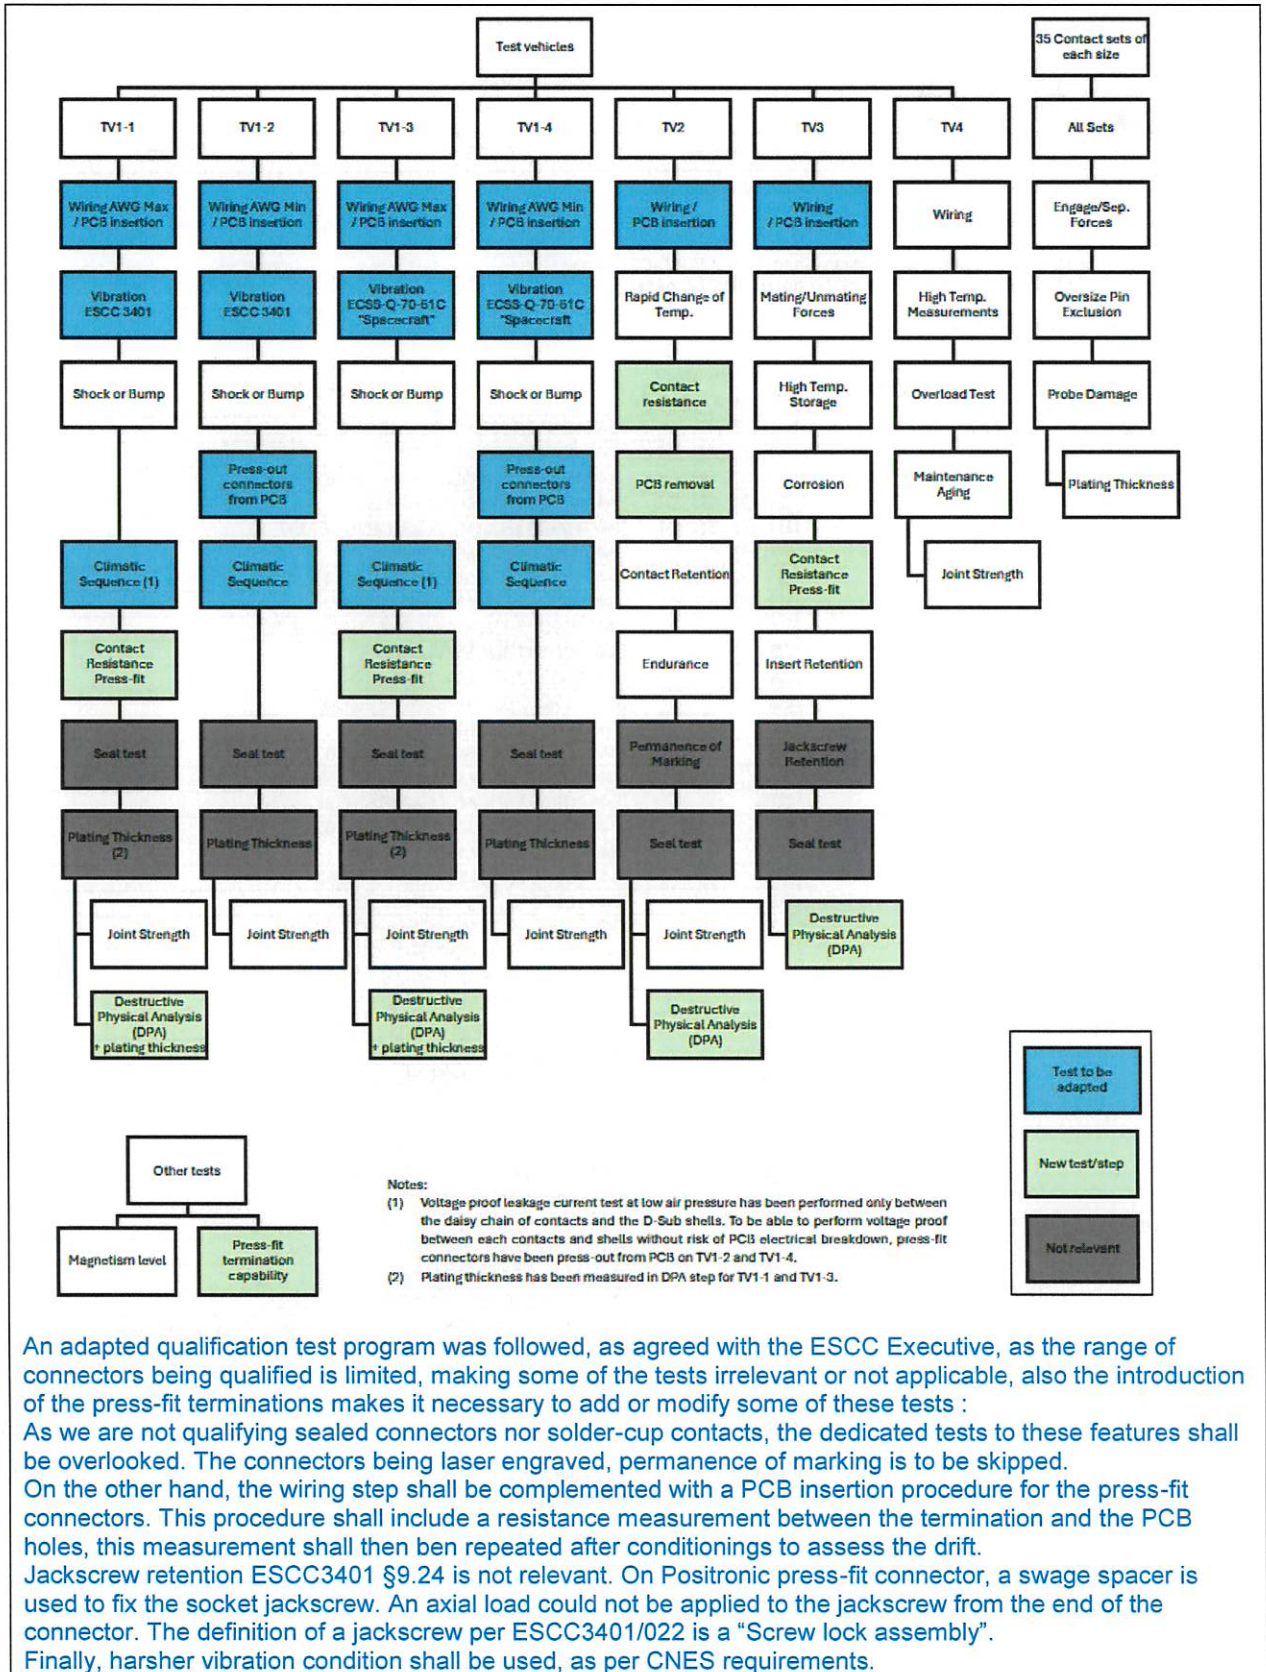 Test vehicles
35 Contact sets of
each size
TV1-1
TV1-2
TV1-3
TV1-4
TV2
TV3
TV4
All Sets
Wiring AWG Max
/ PCB insertion
Wiring AWG Min
/ PCB insertion
Wiring AWG Max
/ PCB insertion
Wiring AWG Min
/ PCB insertion
Wiring /
PCB insertion
Wiring
/ PCB insertion
Wiring
Engage/Sep.
Forces
Vibration
ESCC 3401
Vibration
ESCC 3401
Vibration
ECSS-Q-70-61C
"Spacecraft"
Vibration
ECSS-Q-70-61C
"Spacecraft
Rapid Change of
Temp.
Mating/Unmating
Forces
High Temp.
Measurements
Oversize Pin
Exclusion
Shock or Bump
Shock or Bump
Shock or Bump
Shock or Bump
Contact
resistance
High Temp.
Storage
Overload Test
Probe Damage
Press-out
connectors
from PCB
Press-out
connectors
from PCB
PCB removal
Corrosion
Maintenance
Aging
Plating Thickness
Climatic
Sequence (1)
Climatic
Sequence
Climatic
Sequence (1)
Climatic
Sequence
Contact Retention
Contact
Resistance
Press-fit
Joint Strength
Contact
Resistance
Press-fit
Contact
Resistance
Press-fit
Endurance
Insert Retention
Seal test
Seal test
Seal test
Seal test
Permanence of
Marking
Jackscrew
Retention
Plating Thickness
(2)
Plating Thickness
Plating Thickness
(2)
Plating Thickness
Seal test
Seal test
Joint Strength
Joint Strength
Joint Strength
Joint Strength
Joint Strength
Destructive
Physical Analysis
(DPA)
Destructive
Physical Analysis
(DPA)
+ plating thickness
Destructive
Physical Analysis
(DPA)
+ plating thickness
Destructive
Physical Analysis
(DPA)
Test to be
adapted
New test/step
Not relevant
Other tests
Magnetism level
Press-fit
termination
capability
Notes:
(1) Voltage proof leakage current test at low air pressure has been performed only between
the daisy chain of contacts and the D-Sub shells. To be able to perform voltage proof
between each contacts and shells without risk of PCB electrical breakdown, press-fit
connectors have been press-out from PCB on TV1-2 and TV1-4.
(2) Plating thickness has been measured in DPA step for TV1-1 and TV1-3.
An adapted qualification test program was followed, as agreed with the ESCC Executive, as the range of
connectors being qualified is limited, making some of the tests irrelevant or not applicable, also the introduction
of the press-fit terminations makes it necessary to add or modify some of these tests :
As we are not qualifying sealed connectors nor solder-cup contacts, the dedicated tests to these features shall
be overlooked. The connectors being laser engraved, permanence of marking is to be skipped.
On the other hand, the wiring step shall be complemented with a PCB insertion procedure for the press-fit
connectors. This procedure shall include a resistance measurement between the termination and the PCB
holes, this measurement shall then ben repeated after conditionings to assess the drift.
Jackscrew retention ESCC3401 §9.24 is not relevant. On Positronic press-fit connector, a swage spacer is
used to fix the socket jackscrew. An axial load could not be applied to the jackscrew from the end of the
connector. The definition of a jackscrew per ESCC3401/022 is a “Screw lock assembly”.
Finally, harsher vibration condition shall be used, as per CNES requirements.